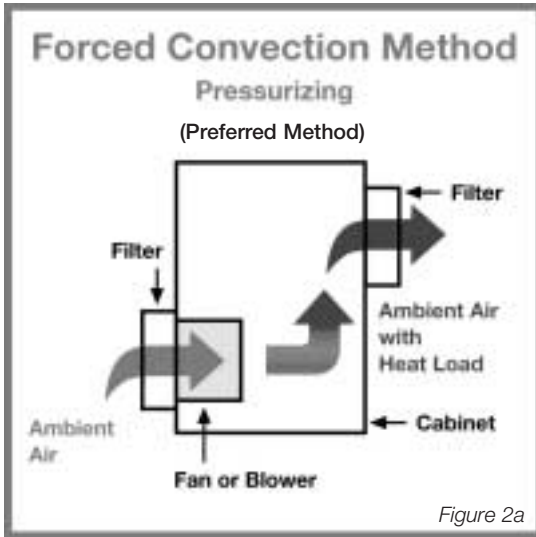 Forced Convection Method
Pressurizing
(Preferred Method)
Filter
Filter
Ambient Air
with
Heat Load
Ambient
Air
Cabinet
Fan or Blower
Figure 2a